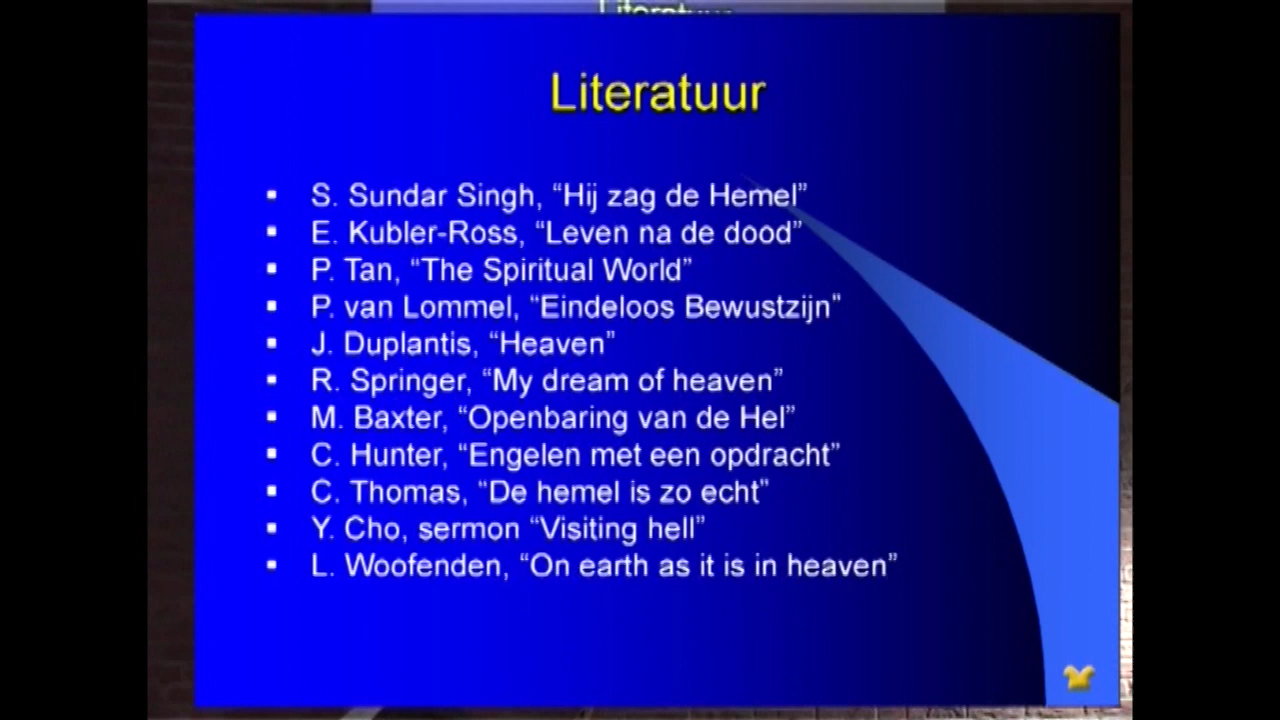 Literatuur
Literatuur
▪ S. Sundar Singh, “Hij zag de Hemel”
▪ E. Kubler-Ross, “Leven na de dood”
▪ P. Tan, “The Spiritual World”
▪ P. van Lommel, “Eindeloos Bewustzijn”
▪ J. Duplantis, “Heaven”
▪ R. Springer, “My dream of heaven”
▪ M. Baxter, “Openbaring van de Hel”
▪ C. Hunter, “Engelen met een opdracht”
▪ C. Thomas, “De hemel is zo echt”
▪ Y. Cho, sermon “Visiting hell”
▪ L. Woofenden, “On earth as it is in heaven”